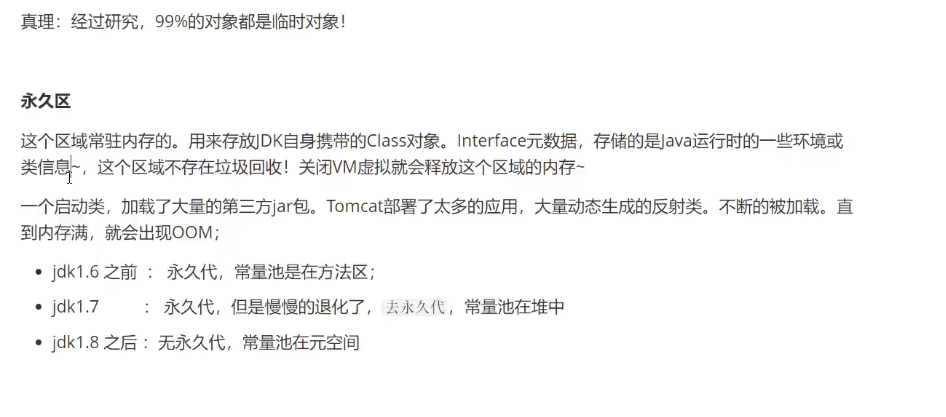 真理：经过研究，99%的对象都是临时对象！
永久区
这个区域常驻内存的。用来存放JDK自身携带的Class对象。Interface元数据，存储的是Java运行时的一些环境或
类信息~，这个区域不存在垃圾回收！关闭VM虚拟就会释放这个区域的内存~
一个启动类，加载了大量的第三方jar包。Tomcat部署了太多的应用，大量动态生成的反射类。不断的被加载。直
到内存满，就会出现OOM；
• jdk1.6 之前 ： 永久代，常量池是在方法区；
• jdk1.7 ： 永久代，但是慢慢的退化了，去永久代，常量池在堆中
• jdk1.8 之后 ：无永久代，常量池在元空间